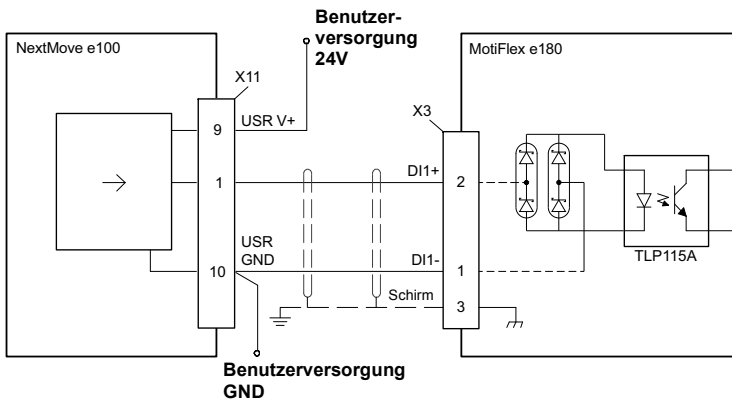 Benutzer-
versorgung
24V
NextMove e100
MotiFlex e180
X11
X3
9
USR V+
1
DI1+
2
USR
GND
10
DI1-
1
Schirm
3
TLP115A
Benutzerversorgung
GND